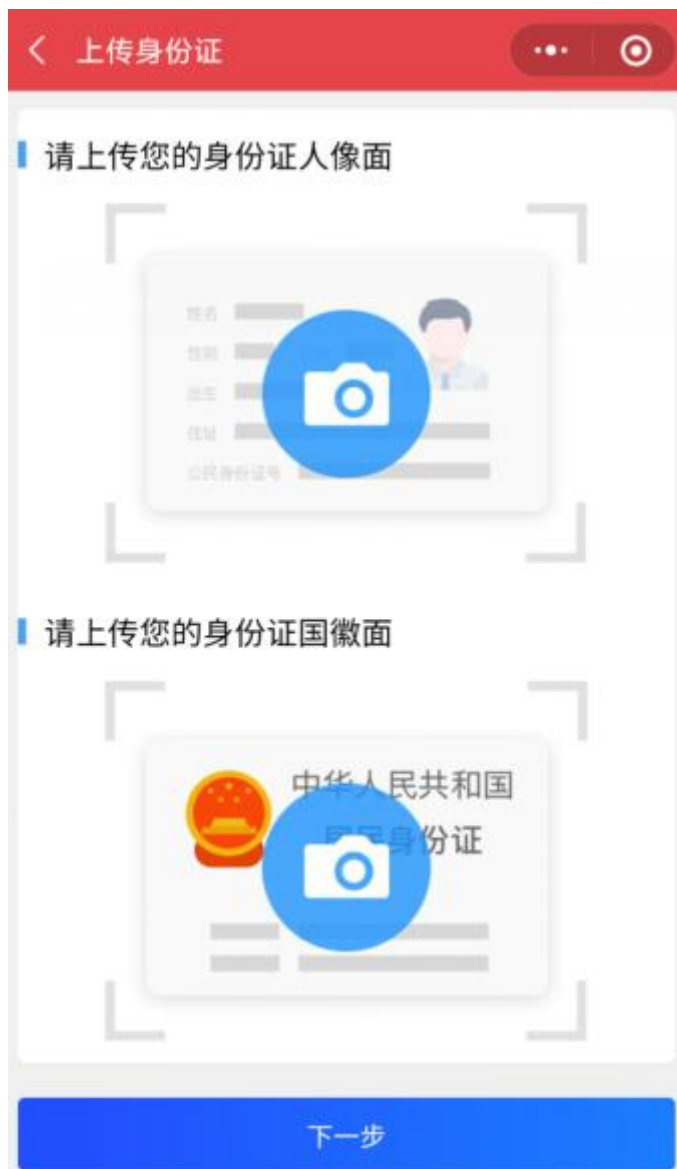 上传身份证
请上传您的身份证人像面
姓名
性别
出生
住址
公民身份证号
请上传您的身份证国徽面
中华人民共和国
居民身份证
下一步